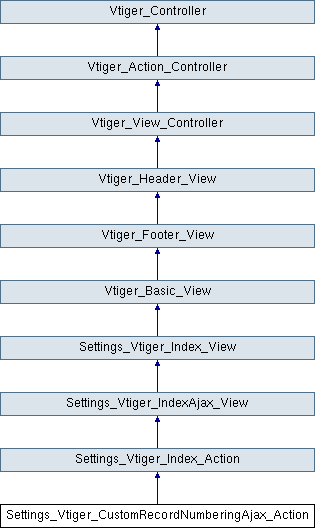 Vtiger_Controller
Vtiger_Action_Controller
Vtiger_View_Controller
Vtiger_Header_View
Vtiger_Footer_View
Vtiger_Basic_View
Settings_Vtiger_Index_View
Settings_Vtiger_IndexAjax_View
Settings_Vtiger_Index_Action
Settings_Vtiger_CustomRecordNumberingAjax_Action